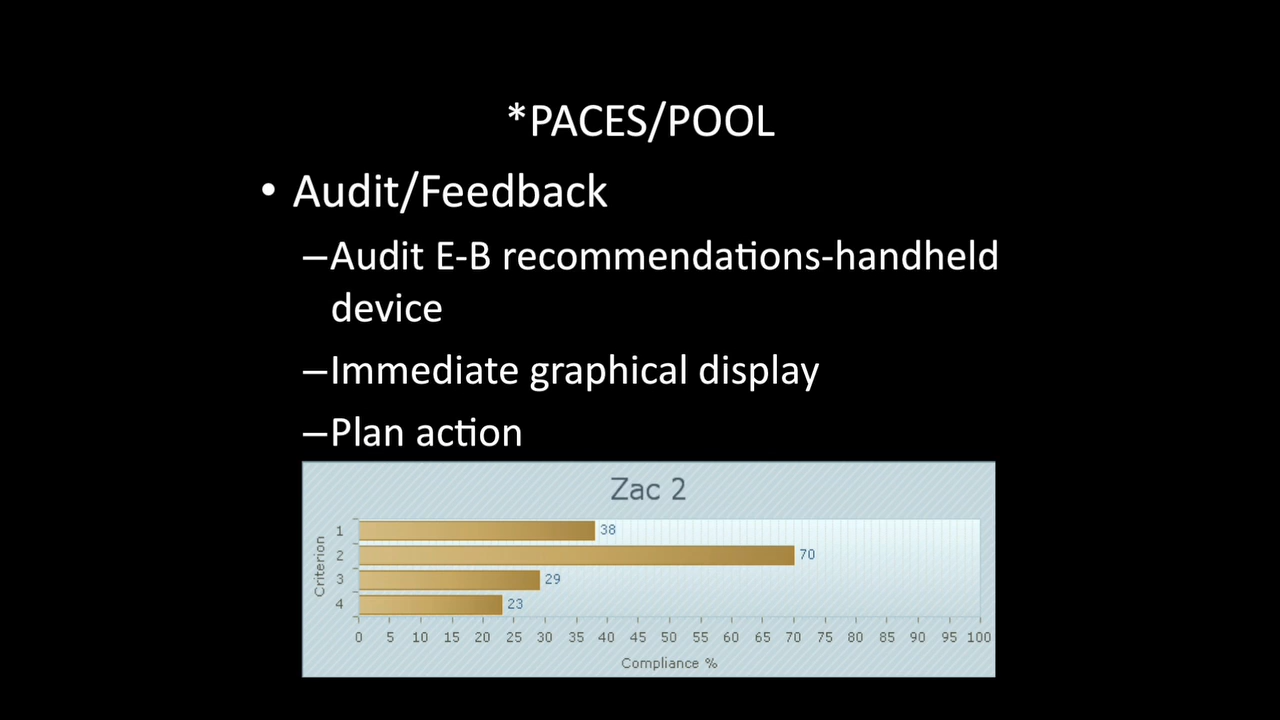 *PACES/POOL
• Audit/Feedback
–Audit E-B recommendations-handheld
device
–Immediate graphical display
–Plan action
Zac 2
Criterion
1 38
2 70
3 29
4 23
0 5 10 15 20 25 30 35 40 45 50 55 60 65 70 75 80 85 90 95 100
Compliance %